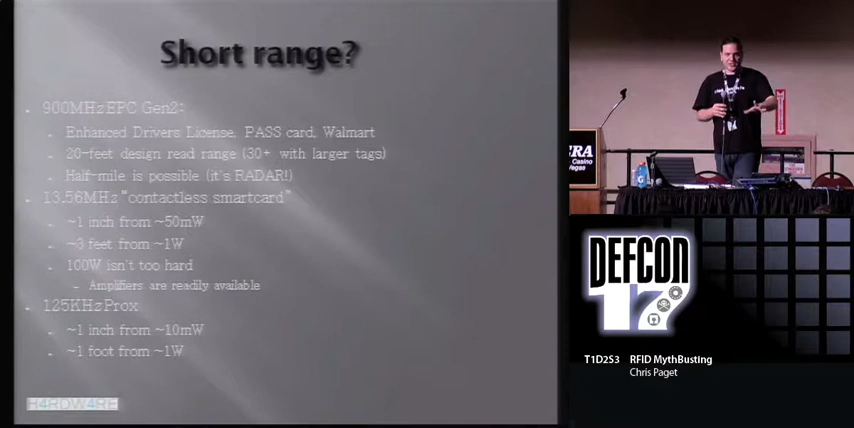 Short range?
900MHz EPC Gen2:
Enhanced Drivers License, PASS card, Walmart
20-feet design read range (30+ with larger tags)
Half-mile is possible (it's RADAR!)
13.56MHz "contactless smartcard"
~1 inch from ~50mW
~3 feet from ~1W
100W isn't too hard
– Amplifiers are readily available
125KHz Prox
~1 inch from ~10mW
~1 foot from ~1W
H4RDW4RE
Casino
DEFCON
17
T1D2S3 RFID MythBusting
Chris Paget